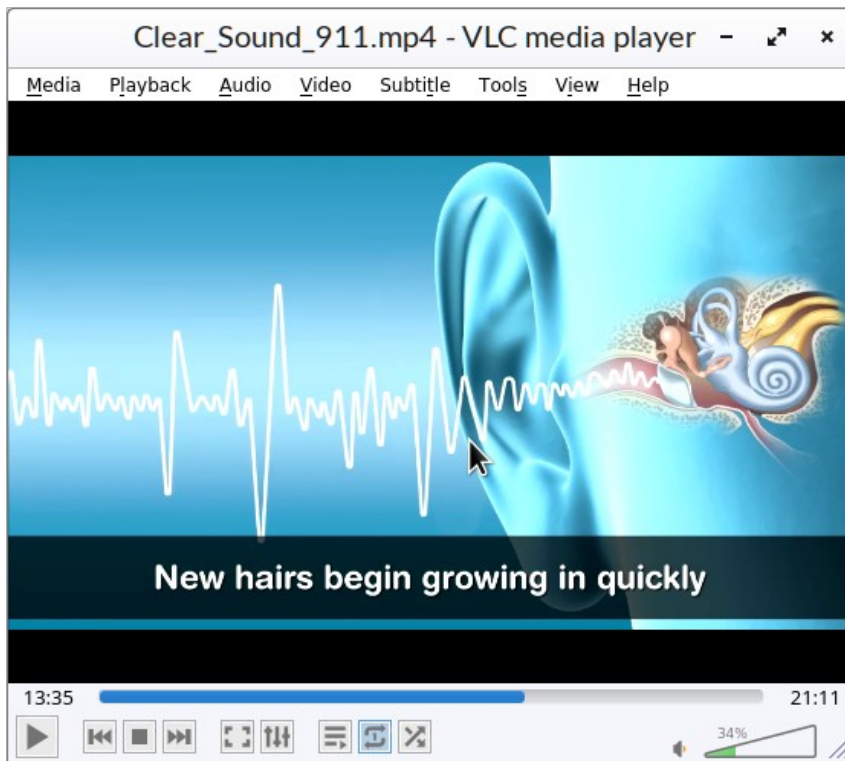 Clear_Sound_911.mp4 - VLC media player
Media Playback Audio Video Subtitle Tools View Help
New hairs begin growing in quickly
13:35 21:11
34%